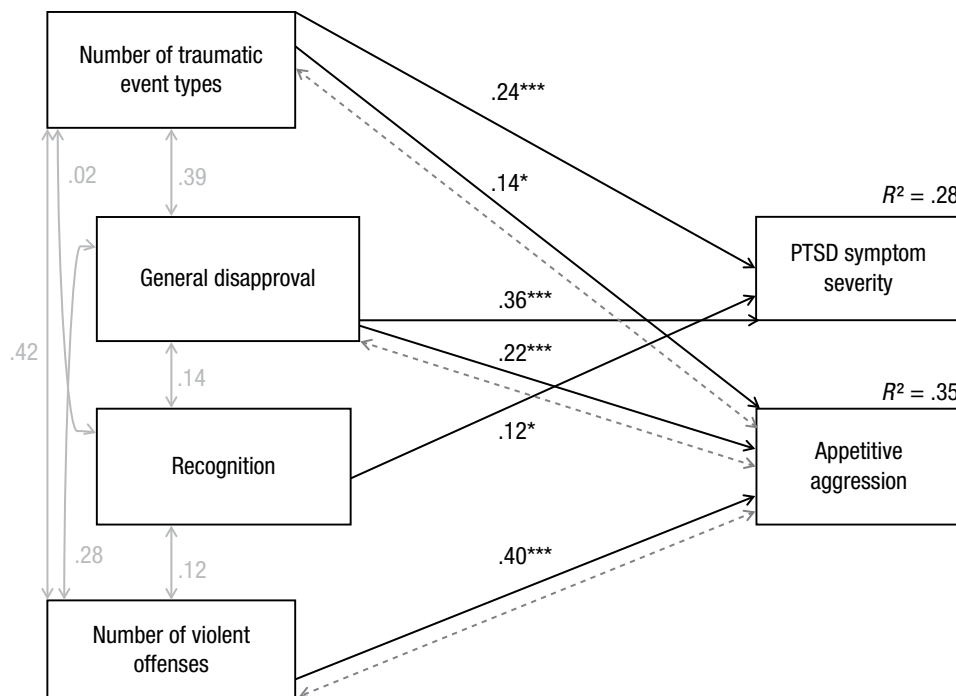 Number of traumatic
event types
.24***
.02
.39
.14*
R² = .28
PTSD symptom
severity
General disapproval
.36***
.42
.22***
.14
R² = .35
.12*
Recognition
Appetitive
aggression
.28
.12
.40***
Number of violent
offenses